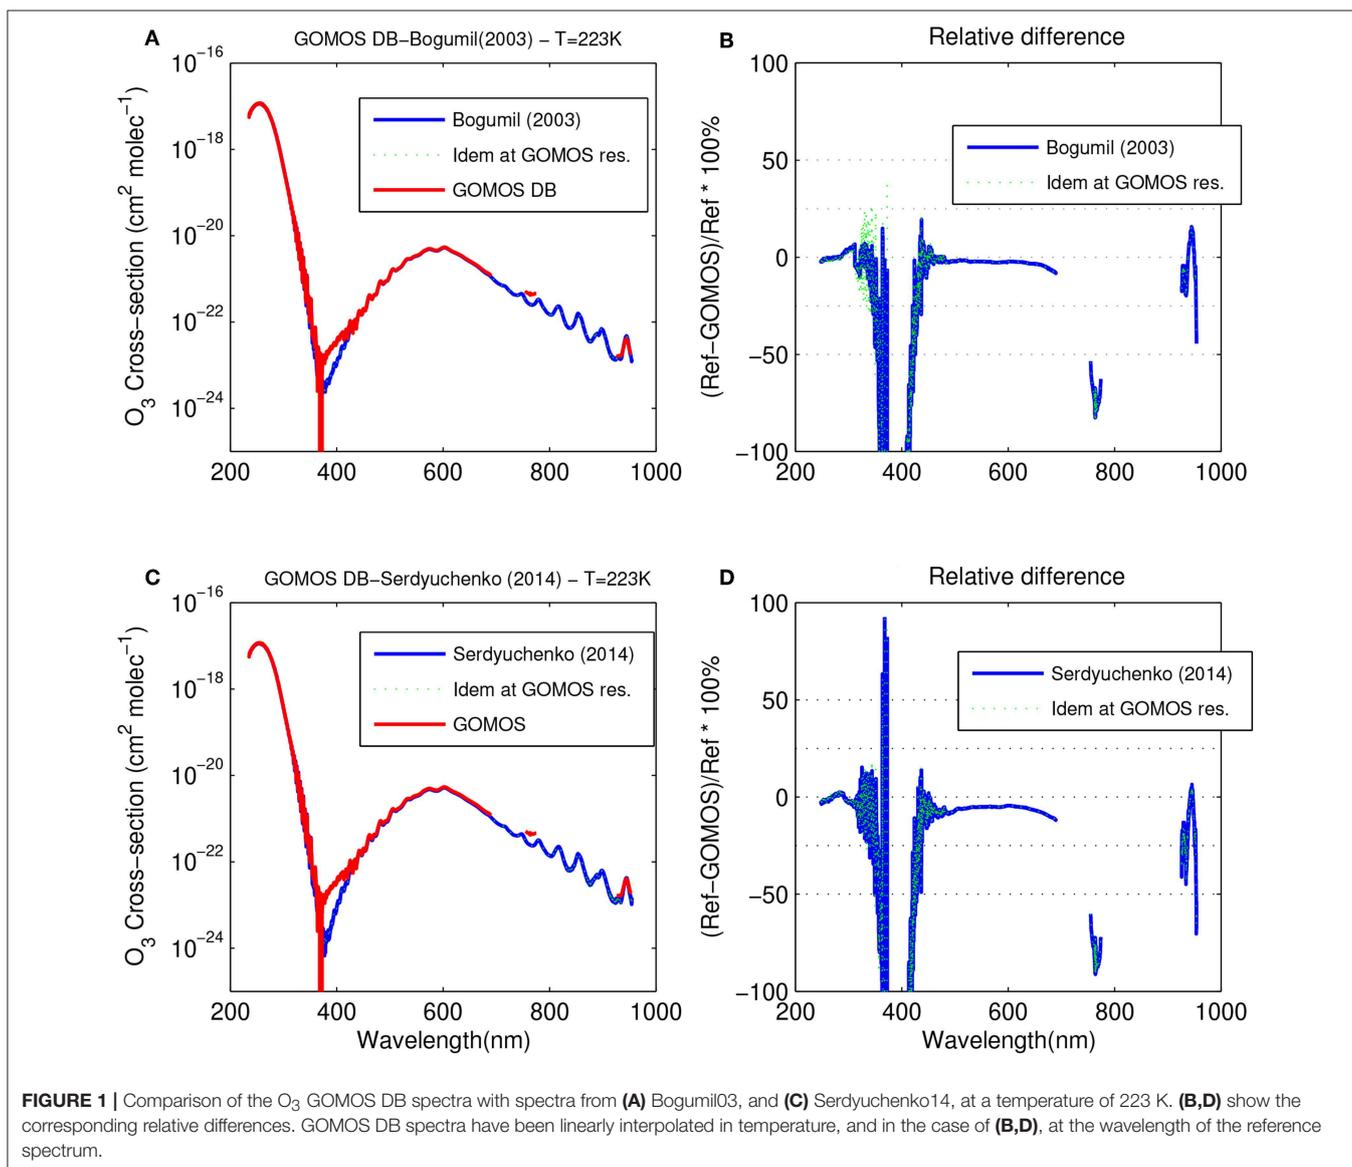 A
GOMOS DB−Bogumil(2003) − T=223K
10−16
10−18
10−20
10−22
10−24
O3 Cross−section (cm2 molec−1)
Bogumil (2003)
Idem at GOMOS res.
GOMOS DB
200 400 600 800 1000
B
Relative difference
100
50
0
−50
−100
(Ref−GOMOS)/Ref * 100%
Bogumil (2003)
Idem at GOMOS res.
200 400 600 800 1000
C
GOMOS DB−Serdyuchenko (2014) − T=223K
10−16
10−18
10−20
10−22
10−24
O3 Cross−section (cm2 molec−1)
Serdyuchenko (2014)
Idem at GOMOS res.
GOMOS
200 400 600 800 1000
Wavelength(nm)
D
Relative difference
100
50
0
−50
−100
(Ref−GOMOS)/Ref * 100%
Serdyuchenko (2014)
Idem at GOMOS res.
200 400 600 800 1000
Wavelength(nm)
FIGURE 1 | Comparison of the O3 GOMOS DB spectra with spectra from (A) Bogumil03, and (C) Serdyuchenko14, at a temperature of 223 K. (B,D) show the
corresponding relative differences. GOMOS DB spectra have been linearly interpolated in temperature, and in the case of (B,D), at the wavelength of the reference
spectrum.